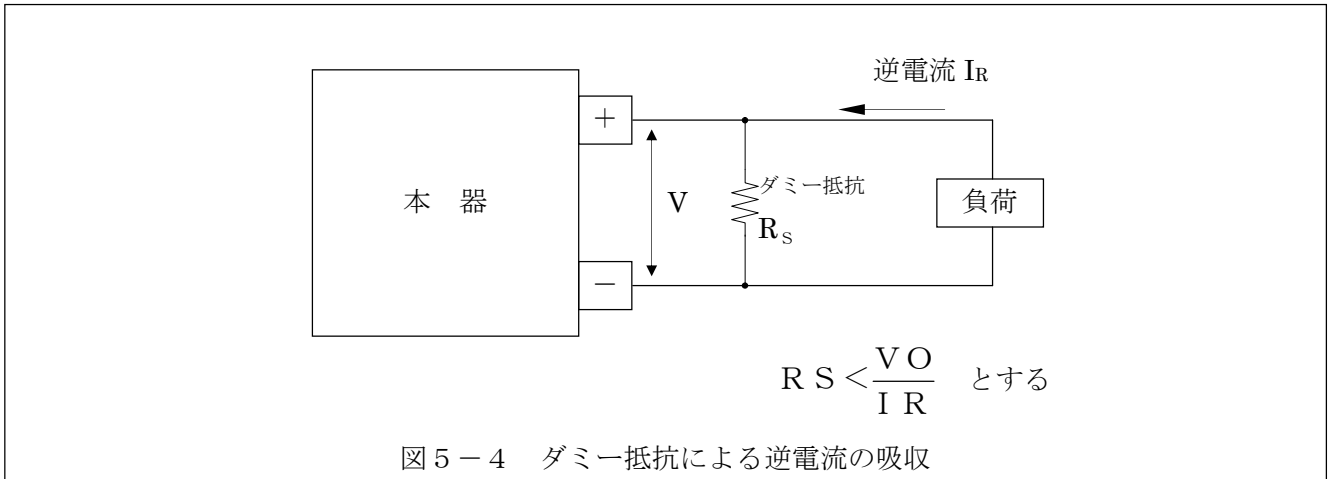 逆電流 IR
+
本 器
V
ダミー抵抗
RS
負荷
−
RS<VO/IR とする
図5-4 ダミー抵抗による逆電流の吸収